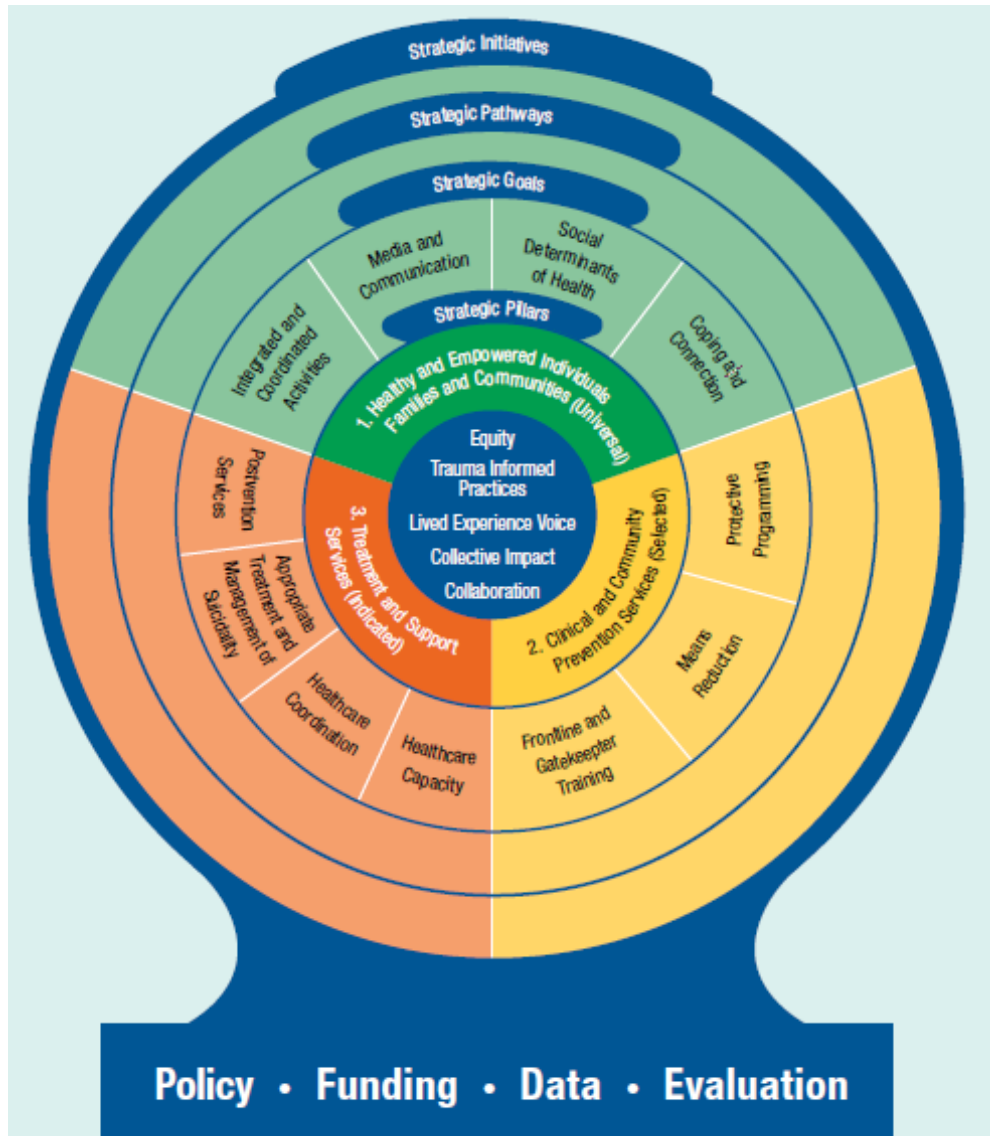 Strategic Initiatives
Strategic Pathways
Strategic Goals
Integrated and
Coordinated
Activities
Media and
Communication
Social
Determinants
of Health
Coping and
Connection
Strategic Pillars
1. Healthy and Empowered Individuals
Families and Communities (Universal)
Equity
Trauma Informed
Practices
Lived Experience Voice
Collective Impact
Collaboration
2. Clinical and Community
Prevention Services (Selected)
Protective
Programming
Means
Reduction
Frontline and
Gatekeeper
Training
3. Treatment and Support
Services (Indicated)
Postvention
Services
Appropriate
Treatment and
Management of
Suicidality
Healthcare
Coordination
Healthcare
Capacity
Policy • Funding • Data • Evaluation